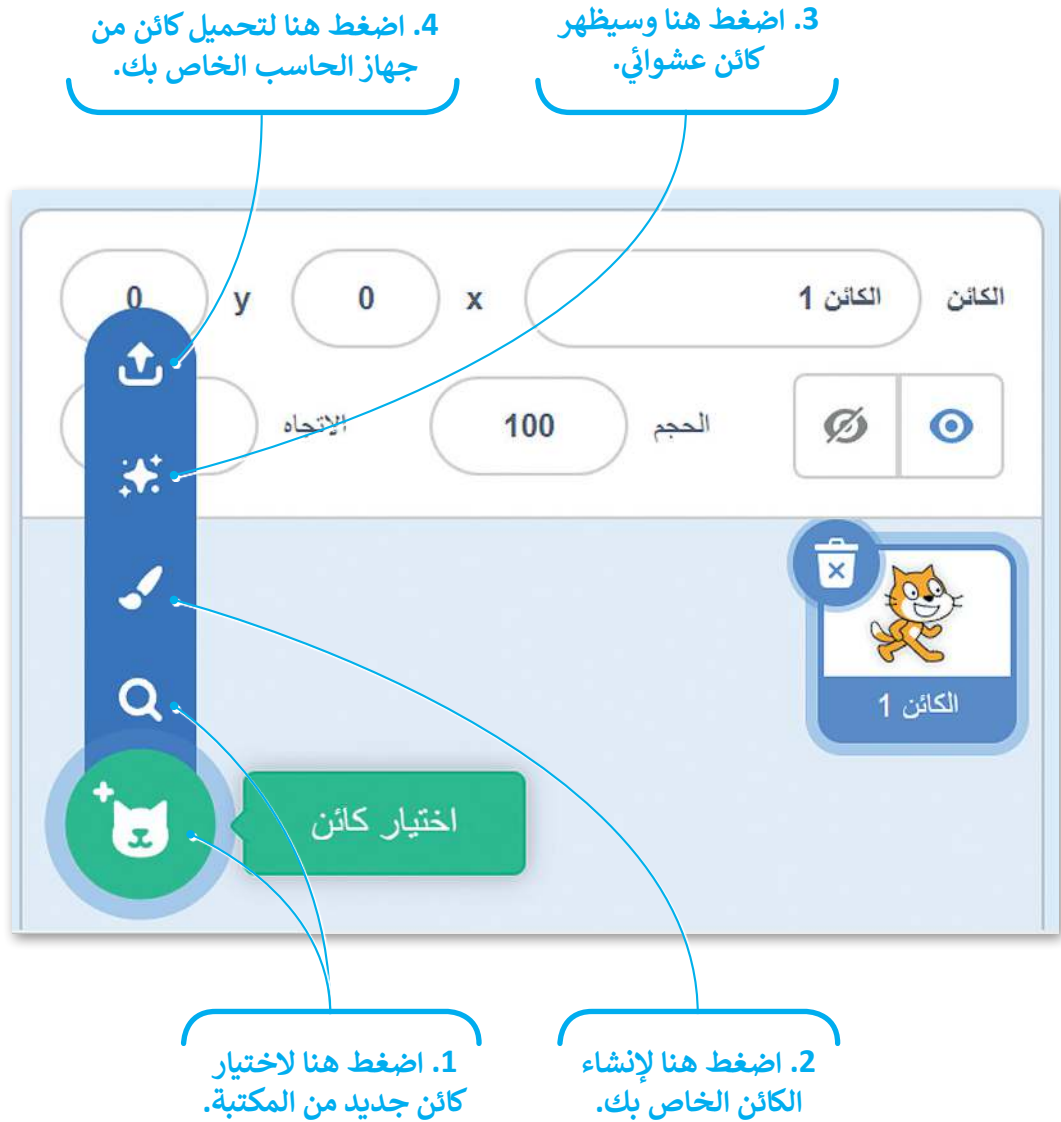 3. اضغط هنا وسيظهر
كائن عشوائي.
4. اضغط هنا لتحميل كائن من
جهاز الحاسب الخاص بك.
الكائن الكائن 1 x 0 y 0
الحجم 100 الاتجاه
الكائن 1
اختيار كائن
1. اضغط هنا لاختيار
كائن جديد من المكتبة.
2. اضغط هنا لإنشاء
الكائن الخاص بك.